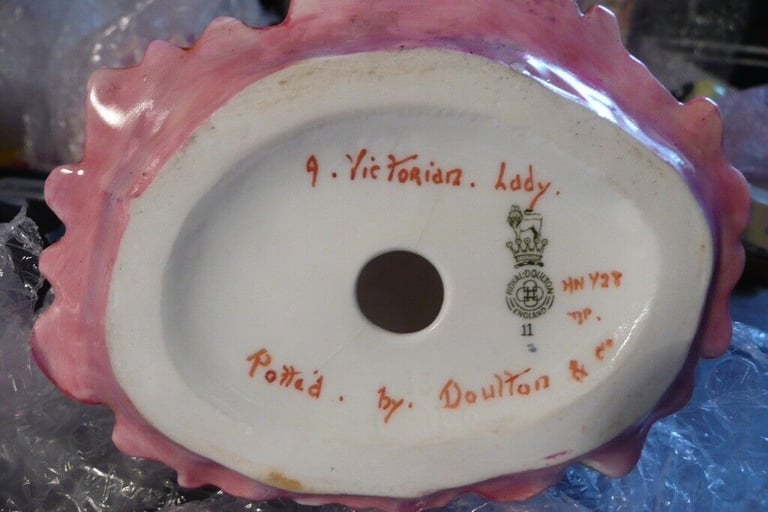 A. Victorian. Lady.
ROYAL·DOULTON
ENGLAND
11
HN 728
Potted. by. Doulton & Co